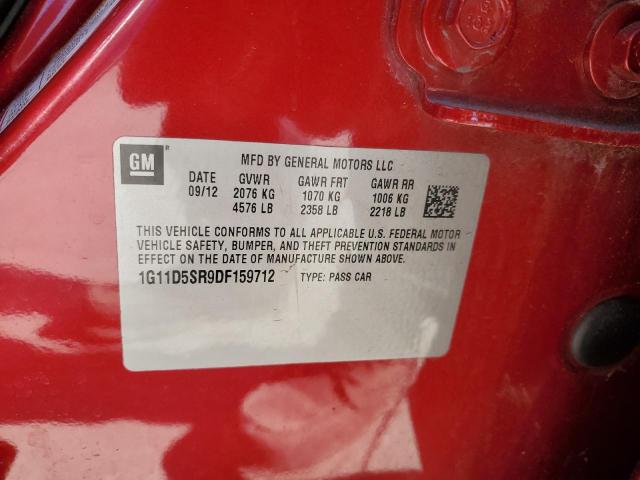 GM
MFD BY GENERAL MOTORS LLC
DATE GVWR GAWR FRT GAWR RR
09/12 2076 KG 1070 KG 1006 KG
4576 LB 2358 LB 2218 LB
THIS VEHICLE CONFORMS TO ALL APPLICABLE U.S. FEDERAL MOTOR
VEHICLE SAFETY, BUMPER, AND THEFT PREVENTION STANDARDS IN
EFFECT ON THE DATE OF MANUFACTURE SHOWN ABOVE.
1G11D5SR9DF159712 TYPE: PASS CAR